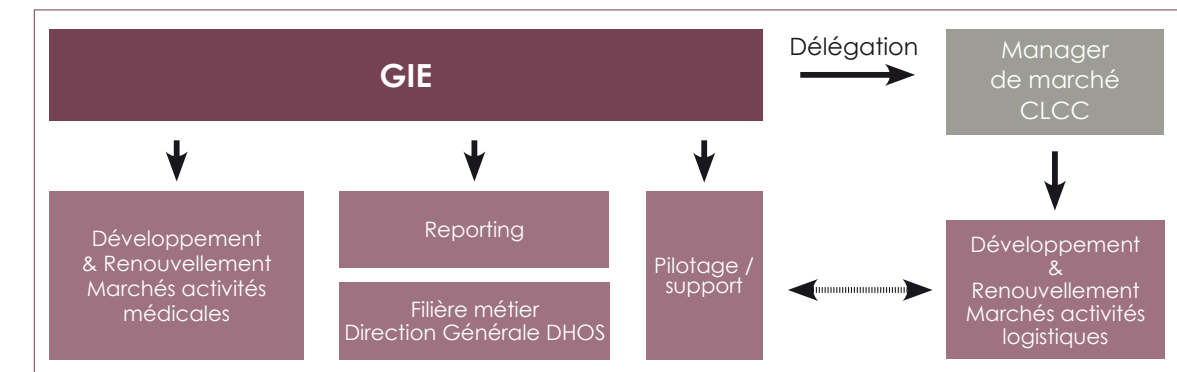 GIE
Délégation
Manager
de marché
CLCC
Développement
& Renouvellement
Marchés activités
médicales
Reporting
Filière métier
Direction Générale DHOS
Pilotage /
support
Développement
&
Renouvellement
Marchés activités
logistiques